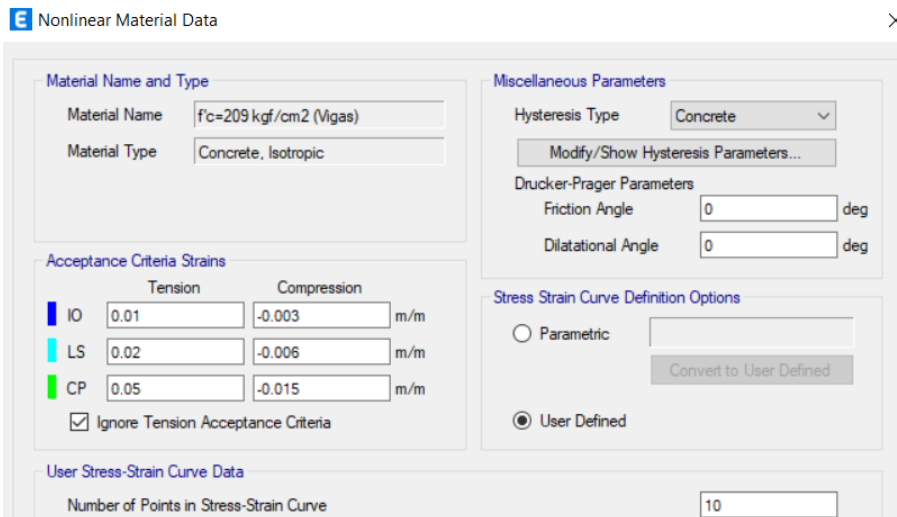 E Nonlinear Material Data
Material Name and Type
Material Name f'c=209 kgf/cm2 (Vigas)
Material Type Concrete, Isotropic
Miscellaneous Parameters
Hysteresis Type Concrete
Modify/Show Hysteresis Parameters...
Drucker-Prager Parameters
Friction Angle 0 deg
Dilatational Angle 0 deg
Acceptance Criteria Strains
Tension Compression
IO 0.01 -0.003 m/m
LS 0.02 -0.006 m/m
CP 0.05 -0.015 m/m
Ignore Tension Acceptance Criteria
Stress Strain Curve Definition Options
Parametric
Convert to User Defined
User Defined
User Stress-Strain Curve Data
Number of Points in Stress-Strain Curve 10